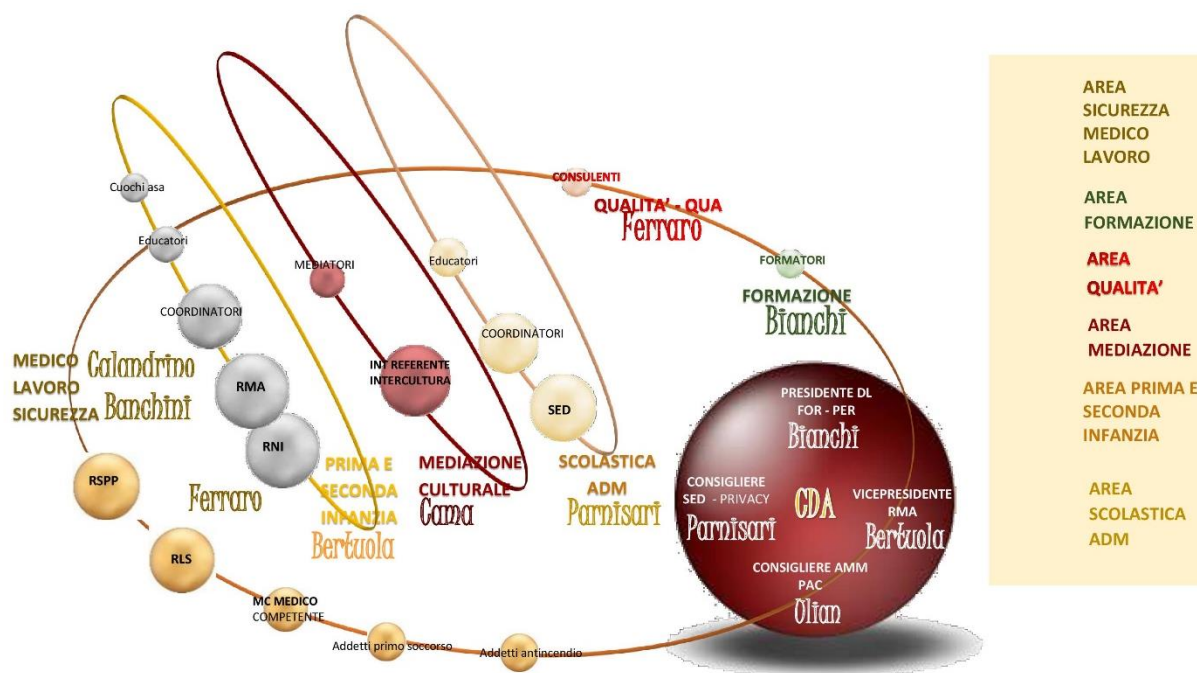 Cuochi asa
Educatori
COORDINATORI
RMA
RNI
MEDICO
LAVORO
SICUREZZA
Calandrino
Banchini
RSPP
RLS
MC MEDICO
COMPETENTE
Addetti primo soccorso
Addetti antincendio
Ferraro
PRIMA E
SECONDA
INFANZIA
Bertuola
MEDIATORI
INT REFERENTE
INTERCULTURA
MEDIAZIONE
CULTURALE
Gama
Educatori
COORDINATORI
SED
SCOLASTICA
ADM
Parnisari
CONSULENTI
QUALITA' - QUA
Ferraro
FORMATORI
FORMAZIONE
Bianchi
PRESIDENTE DL
FOR - PER
Bianchi
CONSIGLIERE
SED - PRIVACY
Parnisari
CDA
VICEPRESIDENTE
RMA
Bertuola
CONSIGLIERE AMM
PAC
Olian
AREA
SICUREZZA
MEDICO
LAVORO
AREA
FORMAZIONE
AREA
QUALITA'
AREA
MEDIAZIONE
AREA PRIMA E
SECONDA
INFANZIA
AREA
SCOLASTICA
ADM